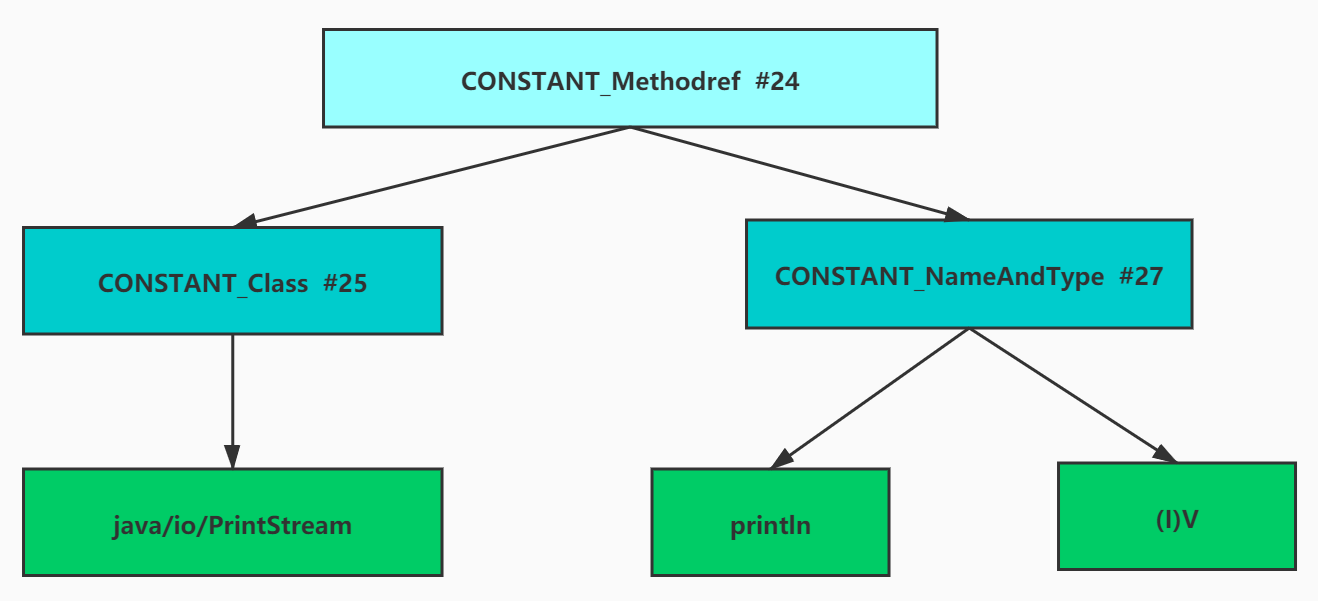 CONSTANT_Methodref #24
CONSTANT_Class #25
CONSTANT_NameAndType #27
java/io/PrintStream
println
(I)V